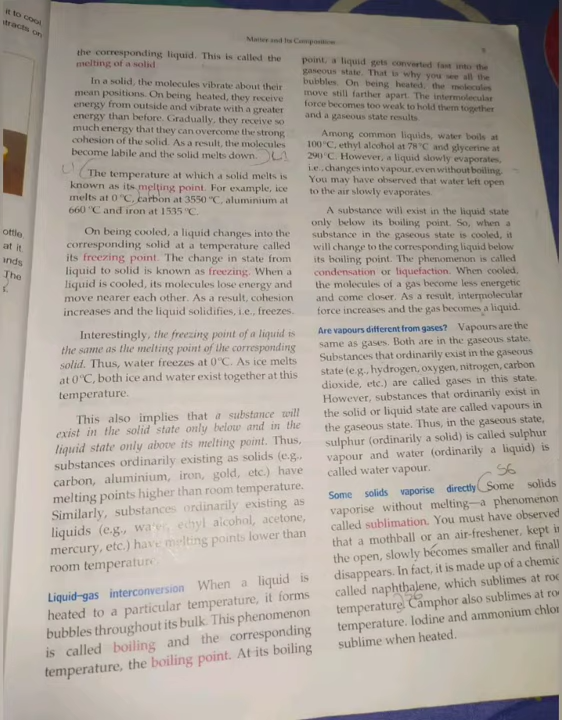 it to cool
tracts on
ottle
at it
unds
The
Matter and Its Composition
the corresponding liquid. This is called the
melting of a solid.
In a solid, the molecules vibrate about their
mean positions. On being heated, they receive
energy from outside and vibrate with a greater
energy than before. Gradually, they receive so
much energy that they can overcome the strong
cohesion of the solid. As a result, the molecules
become labile and the solid melts down.
The temperature at which a solid melts is
known as its melting point. For example, ice
melts at 0°C, carbon at 3550°C, aluminium at
660°C and iron at 1535°C.
On being cooled, a liquid changes into the
corresponding solid at a temperature called
its freezing point. The change in state from
liquid to solid is known as freezing. When a
liquid is cooled, its molecules lose energy and
move nearer each other. As a result, cohesion
increases and the liquid solidifies, i.e., freezes.
Interestingly, the freezing point of a liquid is
the same as the melting point of the corresponding
solid. Thus, water freezes at 0°C. As ice melts
at 0°C, both ice and water exist together at this
temperature.
This also implies that a substance will
exist in the solid state only below and in the
liquid state only above its melting point. Thus,
substances ordinarily existing as solids (e.g.,
carbon, aluminium, iron, gold, etc.) have
melting points higher than room temperature.
Similarly, substances ordinarily existing as
liquids (e.g., water, ethyl alcohol, acetone,
mercury, etc.) have melting points lower than
room temperature.
Liquid–gas interconversion When a liquid is
heated to a particular temperature, it forms
bubbles throughout its bulk. This phenomenon
is called boiling and the corresponding
temperature, the boiling point. At its boiling
point, a liquid gets converted fast into the
gaseous state. That is why you see all the
bubbles. On being heated, the molecules
move still farther apart. The intermolecular
force becomes too weak to hold them together
and a gaseous state results.
Among common liquids, water boils at
100°C, ethyl alcohol at 78°C and glycerine at
290°C. However, a liquid slowly evaporates,
i.e., changes into vapour, even without boiling.
You may have observed that water left open
to the air slowly evaporates.
A substance will exist in the liquid state
only below its boiling point. So, when a
substance in the gaseous state is cooled, it
will change to the corresponding liquid below
its boiling point. The phenomenon is called
condensation or liquefaction. When cooled,
the molecules of a gas become less energetic
and come closer. As a result, intermolecular
force increases and the gas becomes a liquid.
Are vapours different from gases? Vapours are the
same as gases. Both are in the gaseous state.
Substances that ordinarily exist in the gaseous
state (e.g., hydrogen, oxygen, nitrogen, carbon
dioxide, etc.) are called gases in this state.
However, substances that ordinarily exist in
the solid or liquid state are called vapours in
the gaseous state. Thus, in the gaseous state,
sulphur (ordinarily a solid) is called sulphur
vapour and water (ordinarily a liquid) is
called water vapour.
S6
Some solids vaporise directly Some solids
vaporise without melting—a phenomenon
called sublimation. You must have observed
that a mothball or an air-freshener, kept in
the open, slowly becomes smaller and finall
disappears. In fact, it is made up of a chemic
called naphthalene, which sublimes at roo
temperature. Camphor also sublimes at roo
temperature. Iodine and ammonium chlor
sublime when heated.